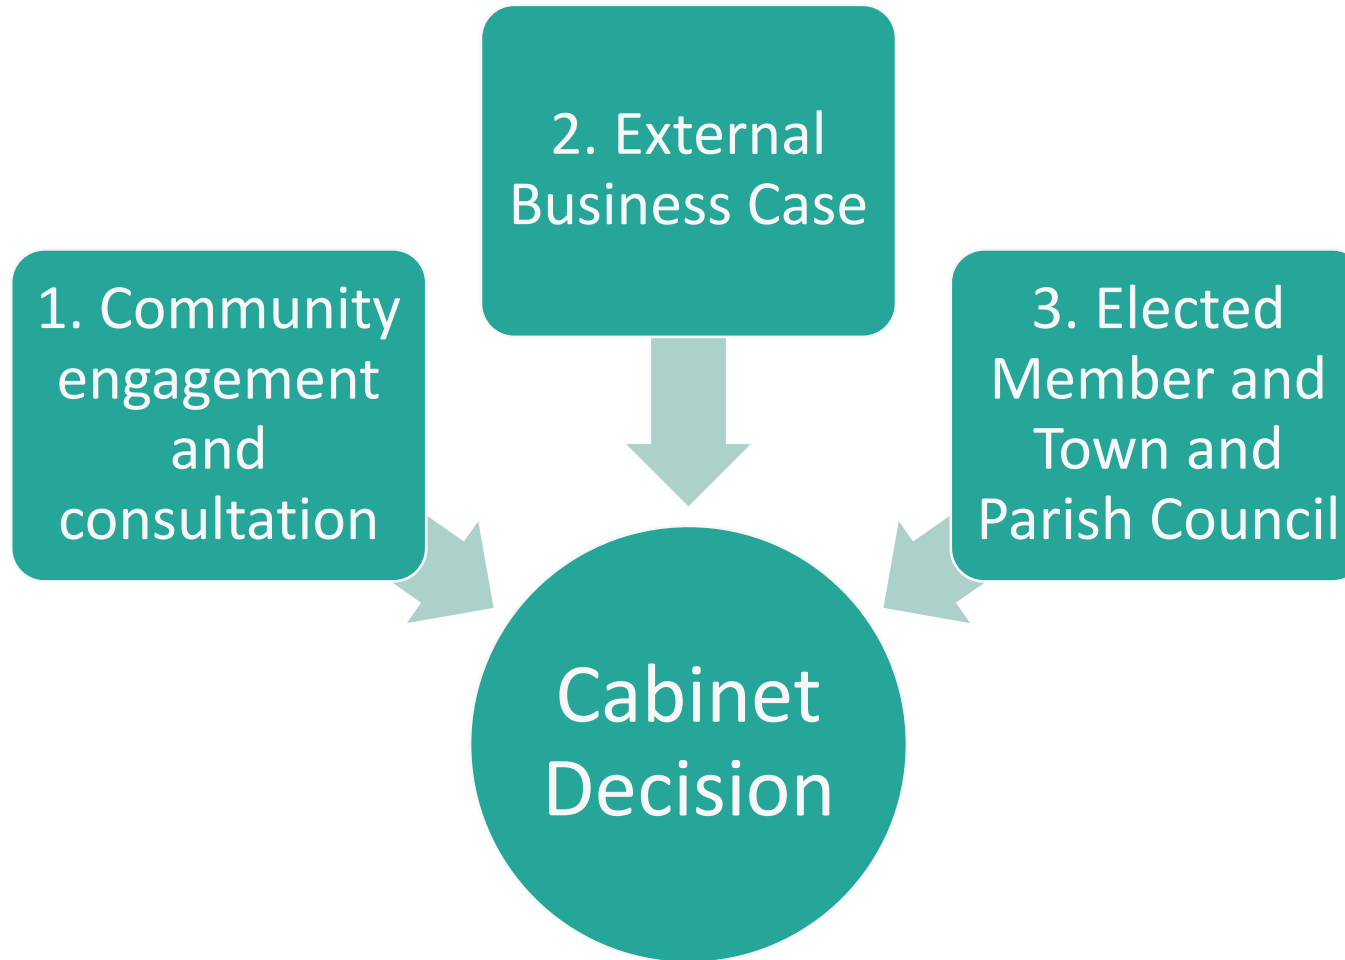 1. Community
engagement
and
consultation
2. External
Business Case
3. Elected
Member and
Town and
Parish Council
Cabinet
Decision